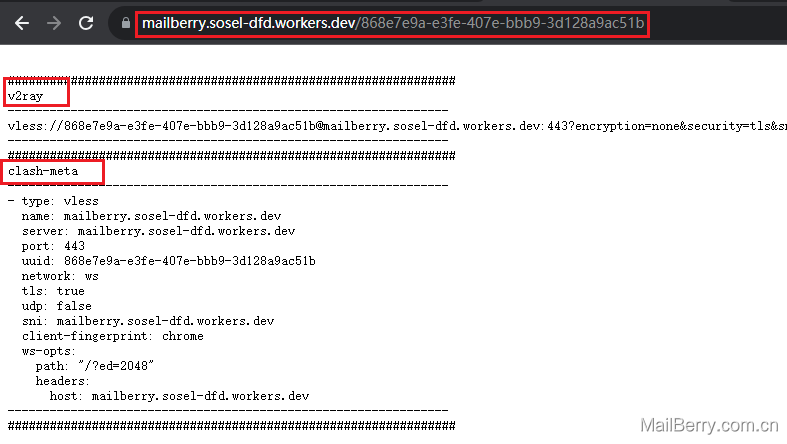 mailberry.sosel-dfd.workers.dev/868e7e9a-e3fe-407e-bbb9-3d128a9ac51b
################################################################
v2ray
---------------------------------------------------------------
vless://868e7e9a-e3fe-407e-bbb9-3d128a9ac51b@mailberry.sosel-dfd.workers.dev:443?encryption=none&security=tls&s
---------------------------------------------------------------
################################################################
clash-meta
---------------------------------------------------------------
- type: vless
name: mailberry.sosel-dfd.workers.dev
server: mailberry.sosel-dfd.workers.dev
port: 443
uuid: 868e7e9a-e3fe-407e-bbb9-3d128a9ac51b
network: ws
tls: true
udp: false
sni: mailberry.sosel-dfd.workers.dev
client-fingerprint: chrome
ws-opts:
path: "/?ed=2048"
headers:
host: mailberry.sosel-dfd.workers.dev
---------------------------------------------------------------
################################################################
MailBerry.com.cn